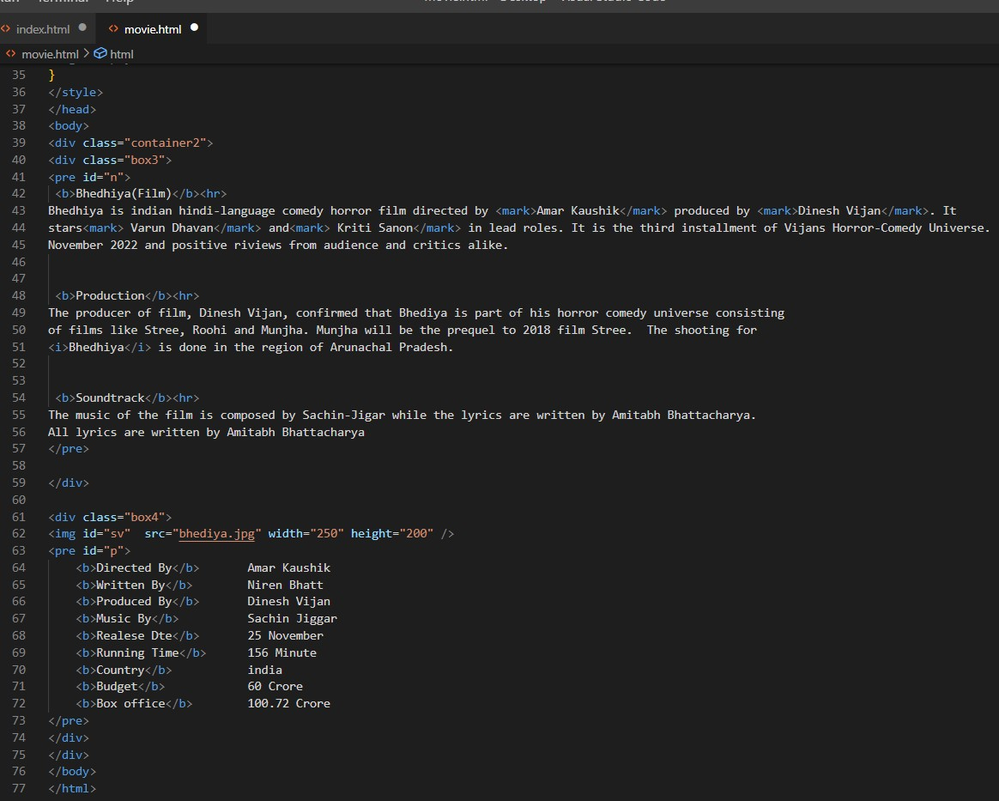 Terminal Help
movie.html - Desktop - Visual Studio Code
index.html
movie.html
movie.html > html
35 }
36 </style>
37 </head>
38 <body>
39 <div class="container2">
40 <div class="box3">
41 <pre id="n">
42 <b>Bhedhiya(Film)</b><hr>
43 Bhedhiya is indian hindi-language comedy horror film directed by <mark>Amar Kaushik</mark> produced by <mark>Dinesh Vijan</mark>. It
44 stars<mark> Varun Dhavan</mark> and<mark> Kriti Sanon</mark> in lead roles. It is the third installment of Vijans Horror-Comedy Universe.
45 November 2022 and positive riviews from audience and critics alike.
46
47
48 <b>Production</b><hr>
49 The producer of film, Dinesh Vijan, confirmed that Bhediya is part of his horror comedy universe consisting
50 of films like Stree, Roohi and Munjha. Munjha will be the prequel to 2018 film Stree.  The shooting for
51 <i>Bhedhiya</i> is done in the region of Arunachal Pradesh.
52
53
54 <b>Soundtrack</b><hr>
55 The music of the film is composed by Sachin-Jigar while the lyrics are written by Amitabh Bhattacharya.
56 All lyrics are written by Amitabh Bhattacharya
57 </pre>
58
59 </div>
60
61 <div class="box4">
62 <img id="sv"  src="bhediya.jpg" width="250" height="200" />
63 <pre id="p">
64 <b>Directed By</b>       Amar Kaushik
65 <b>Written By</b>        Niren Bhatt
66 <b>Produced By</b>       Dinesh Vijan
67 <b>Music By</b>          Sachin Jiggar
68 <b>Realese Dte</b>       25 November
69 <b>Running Time</b>      156 Minute
70 <b>Country</b>           india
71 <b>Budget</b>            60 Crore
72 <b>Box office</b>        100.72 Crore
73 </pre>
74 </div>
75 </div>
76 </body>
77 </html>